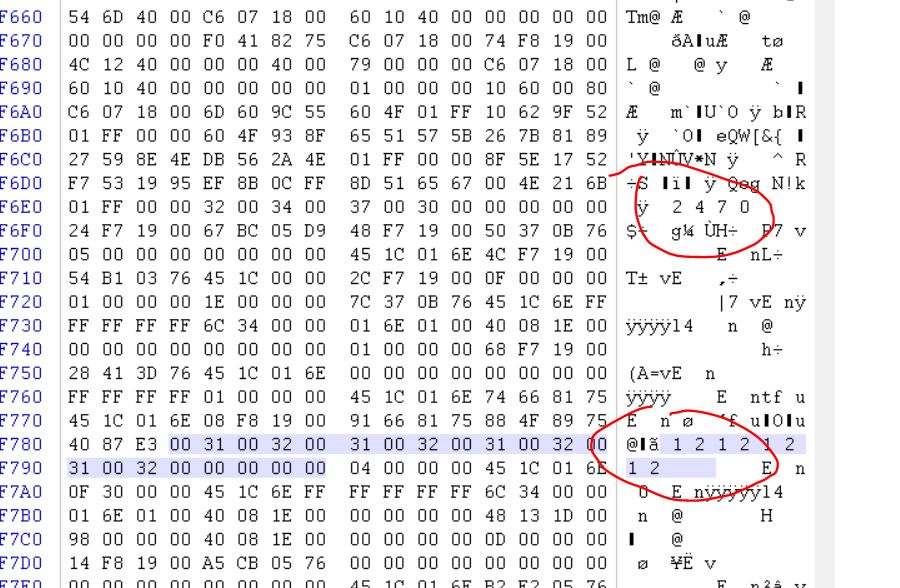 F660 54 6D 40 00 C6 07 18 00 60 10 40 00 00 00 00 00 Tm@ Æ ` @
F670 00 00 00 00 F0 41 82 75 C6 07 18 00 74 F8 19 00 ðA uÆ tø
F680 4C 12 40 00 00 00 40 00 79 00 00 00 C6 07 18 00 L @ @ y Æ
F690 60 10 40 00 00 00 00 00 01 00 00 00 10 60 00 80 ` @ `
F6A0 C6 07 18 00 6D 60 9C 55 60 4F 01 FF 10 62 9F 52 Æ m` U`O ÿ b R
F6B0 01 FF 00 00 60 4F 93 8F 65 51 57 5B 26 7B 81 89 ÿ `O eQW[&{
F6C0 27 59 8E 4E DB 56 2A 4E 01 FF 00 00 8F 5E 17 52 'Y NÛV*N ÿ ^ R
F6D0 F7 53 19 95 EF 8B 0C FF 8D 51 65 67 00 4E 21 6B ÷S ï ÿ Qeg N!k
F6E0 01 FF 00 00 32 00 34 00 37 00 30 00 00 00 00 00 ÿ 2 4 7 0
F6F0 24 F7 19 00 67 BC 05 D9 48 F7 19 00 50 37 0B 76 $÷ g¼ ÙH÷ P7 v
F700 05 00 00 00 00 00 00 00 45 1C 01 6E 4C F7 19 00 E nL÷
F710 54 B1 03 76 45 1C 00 00 2C F7 19 00 0F 00 00 00 T± vE ,÷
F720 01 00 00 00 1E 00 00 00 7C 37 0B 76 45 1C 6E FF |7 vE nÿ
F730 FF FF FF FF 6C 34 00 00 01 6E 01 00 40 08 1E 00 ÿÿÿÿl4 n @
F740 00 00 00 00 00 00 00 00 01 00 00 00 68 F7 19 00 h÷
F750 28 41 3D 76 45 1C 01 6E 00 00 00 00 00 00 00 00 (A=vE n
F760 FF FF FF FF 01 00 00 00 45 1C 01 6E 74 66 81 75 ÿÿÿÿ E ntf u
F770 45 1C 01 6E 08 F8 19 00 91 66 81 75 88 4F 89 75 E n ø f u O u
F780 40 87 E3 00 31 00 32 00 31 00 32 00 31 00 32 00 @ ã 1 2 1 2 1 2
F790 31 00 32 00 00 00 00 00 04 00 00 00 45 1C 01 6E 1 2 E n
F7A0 0F 30 00 00 45 1C 6E FF FF FF FF FF 6C 34 00 00 0 E nÿÿÿÿÿl4
F7B0 01 6E 01 00 40 08 1E 00 00 00 00 00 48 13 1D 00 n @ H
F7C0 98 00 00 00 40 08 1E 00 00 00 00 00 0D 00 00 00 @
F7D0 14 F8 19 00 A5 CB 05 76 00 00 00 00 00 00 00 00 ø ¥Ë v
F7E0 00 00 00 00 00 00 00 00 45 1C 01 6E B2 E2 05 76 E n²â v